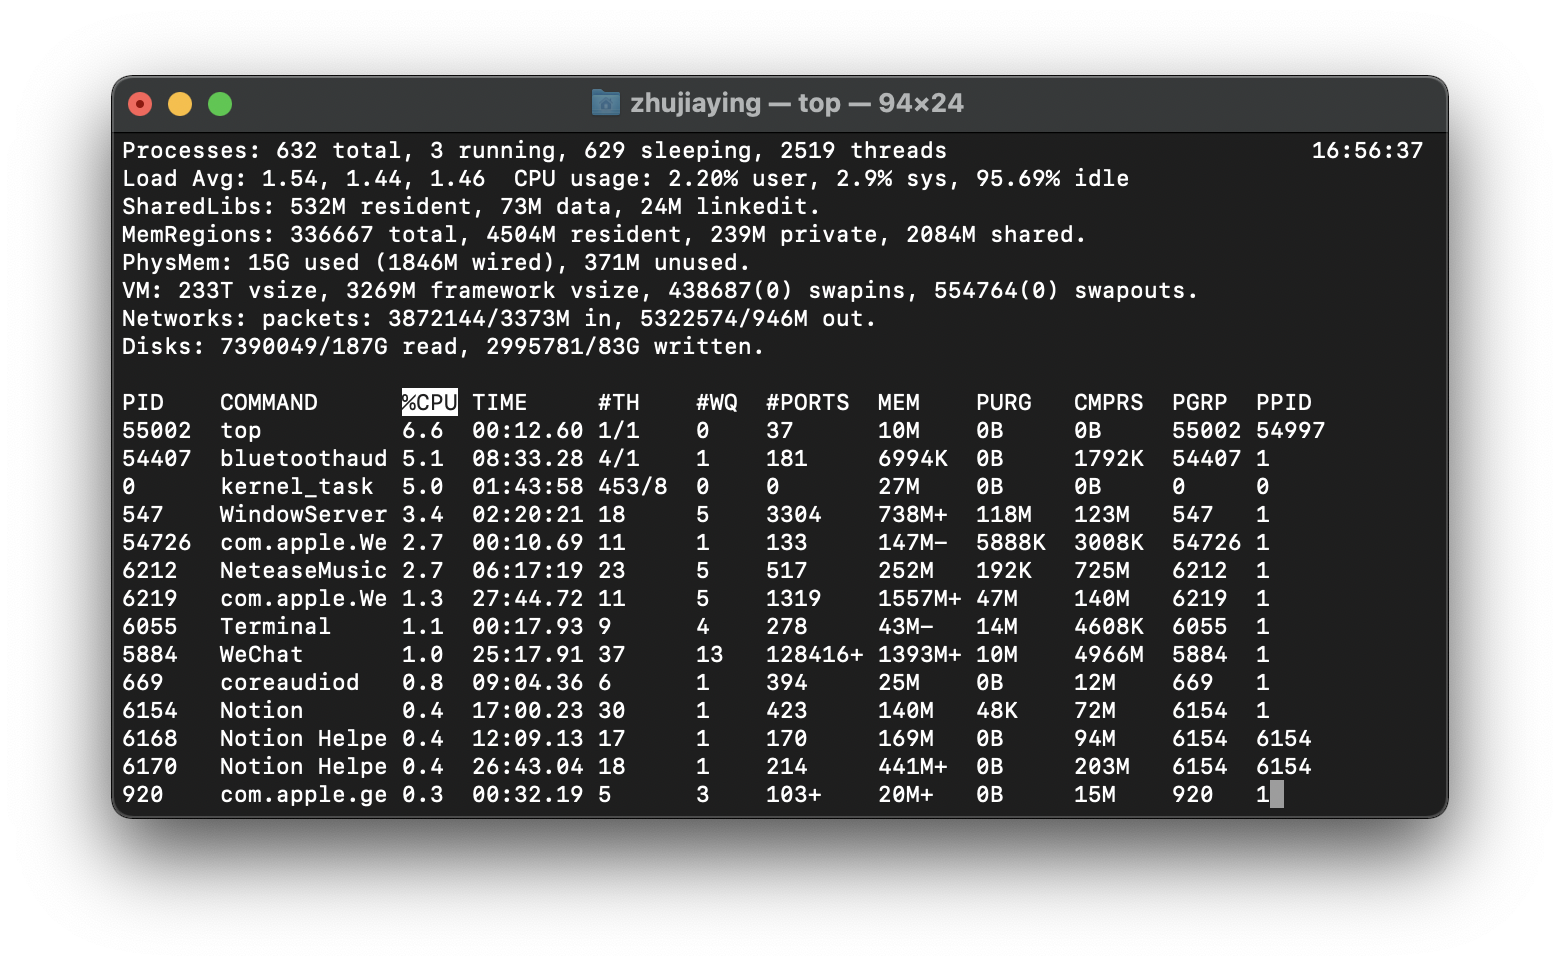 zhujiaying — top — 94×24
Processes: 632 total, 3 running, 629 sleeping, 2519 threads 16:56:37
Load Avg: 1.54, 1.44, 1.46  CPU usage: 2.20% user, 2.9% sys, 95.69% idle
SharedLibs: 532M resident, 73M data, 24M linkedit.
MemRegions: 336667 total, 4504M resident, 239M private, 2084M shared.
PhysMem: 15G used (1846M wired), 371M unused.
VM: 233T vsize, 3269M framework vsize, 438687(0) swapins, 554764(0) swapouts.
Networks: packets: 3872144/3373M in, 5322574/946M out.
Disks: 7390049/187G read, 2995781/83G written.
PID    COMMAND      %CPU TIME     #TH    #WQ  #PORTS  MEM    PURG   CMPRS  PGRP  PPID
55002  top          6.6  00:12.60 1/1    0    37      10M    0B     0B     55002 54997
54407  bluetoothaud 5.1  08:33.28 4/1    1    181     6994K  0B     1792K  54407 1
0      kernel_task  5.0  01:43:58 453/8  0    0       27M    0B     0B     0     0
547    WindowServer 3.4  02:20:21 18     5    3304    738M+  118M   123M   547   1
54726  com.apple.We 2.7  00:10.69 11     1    133     147M-  5888K  3008K  54726 1
6212   NeteaseMusic 2.7  06:17:19 23     5    517     252M   192K   725M   6212  1
6219   com.apple.We 1.3  27:44.72 11     5    1319    1557M+ 47M    140M   6219  1
6055   Terminal     1.1  00:17.93 9      4    278     43M-   14M    4608K  6055  1
5884   WeChat       1.0  25:17.91 37     13   128416+ 1393M+ 10M    4966M  5884  1
669    coreaudiod   0.8  09:04.36 6      1    394     25M    0B     12M    669   1
6154   Notion       0.4  17:00.23 30     1    423     140M   48K    72M    6154  1
6168   Notion Helpe 0.4  12:09.13 17     1    170     169M   0B     94M    6154  6154
6170   Notion Helpe 0.4  26:43.04 18     1    214     441M+  0B     203M   6154  6154
920    com.apple.ge 0.3  00:32.19 5      3    103+    20M+   0B     15M    920   1